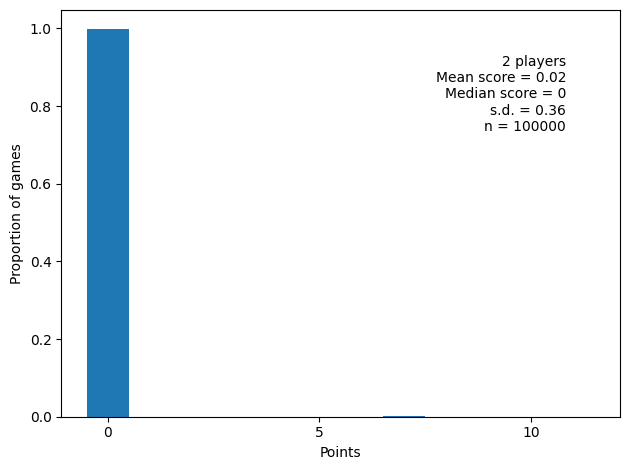 2 players
Mean score = 0.02
Median score = 0
s.d. = 0.36
n = 100000
Proportion of games
1.0
0.8
0.6
0.4
0.2
0.0
0 5 10
Points